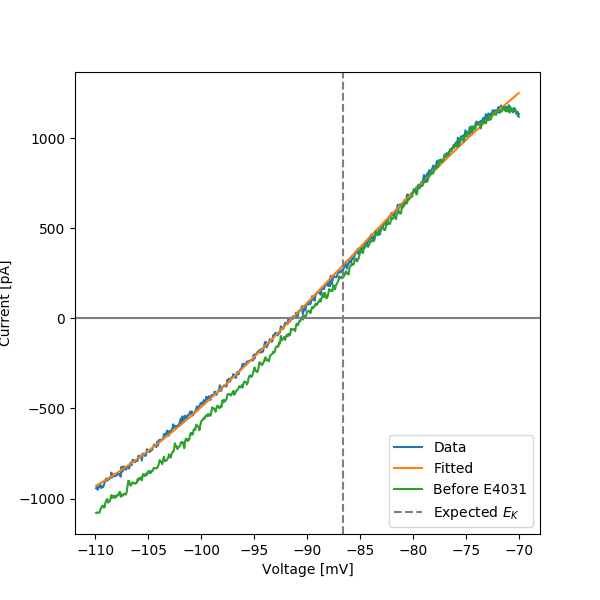 1000
500
0
−500
−1000
Current [pA]
−110
−105
−100
−95
−90
−85
−80
−75
−70
Voltage [mV]
Data
Fitted
Before E4031
Expected E_K